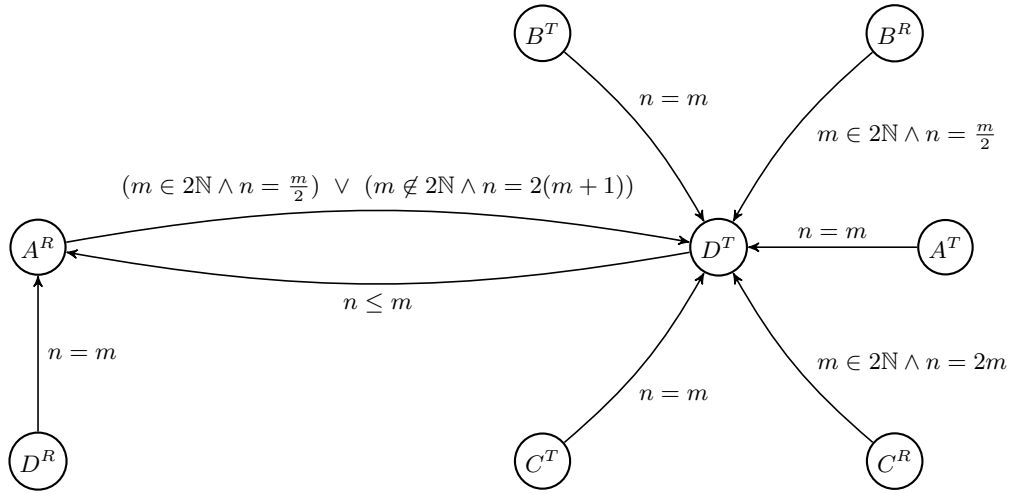 B^T
B^R
n = m
m ∈ 2ℕ ∧ n = m/2
(m ∈ 2ℕ ∧ n = m/2) ∨ (m ∉ 2ℕ ∧ n = 2(m + 1))
A^R
D^T
n = m
A^T
n ≤ m
n = m
m ∈ 2ℕ ∧ n = 2m
n = m
D^R
C^T
C^R